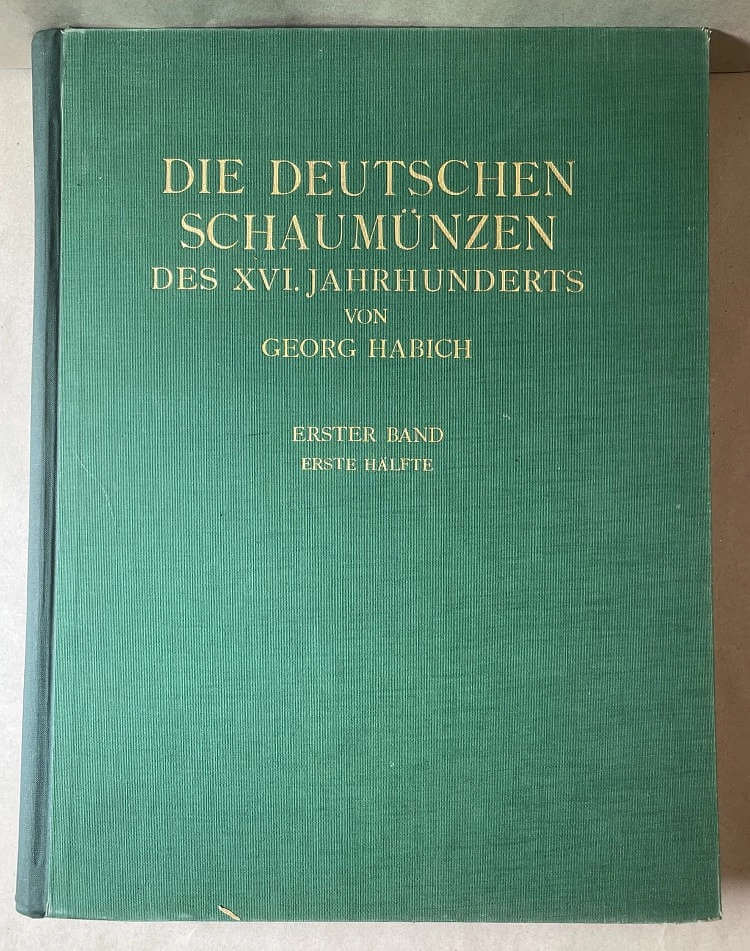 DIE DEUTSCHEN
SCHAUMÜNZEN
DES XVI. JAHRHUNDERTS
VON
GEORG HABICH
ERSTER BAND
ERSTE HÄLFTE